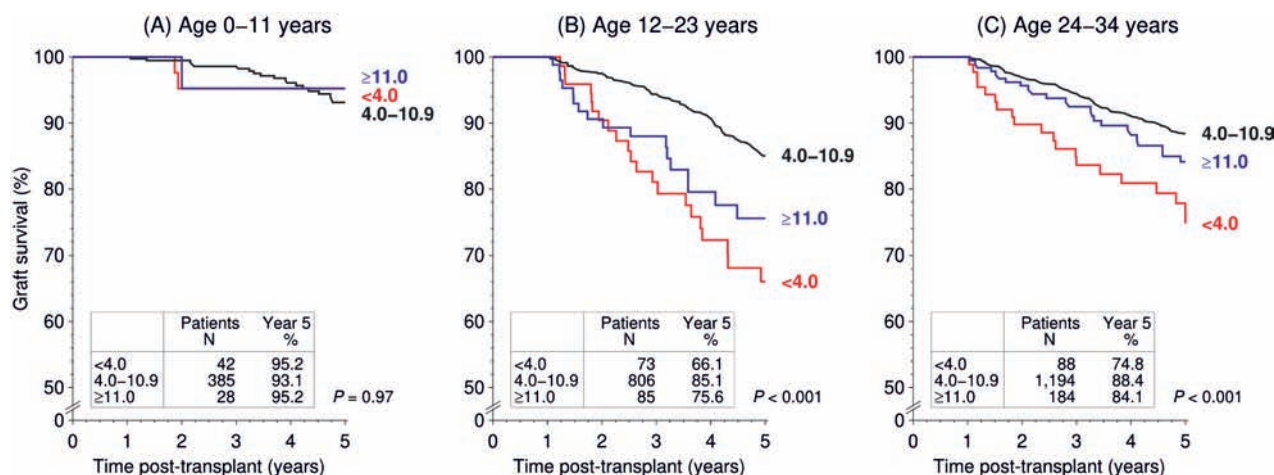 (A) Age 0–11 years
Graft survival (%)
100
90
80
70
60
50
0
≥11.0
<4.0
4.0–10.9
Patients Year 5
N %
<4.0 42 95.2
4.0–10.9 385 93.1
≥11.0 28 95.2
P = 0.97
0 1 2 3 4 5
Time post-transplant (years)
(B) Age 12–23 years
100
90
80
70
60
50
0
4.0–10.9
≥11.0
<4.0
Patients Year 5
N %
<4.0 73 66.1
4.0–10.9 806 85.1
≥11.0 85 75.6
P < 0.001
0 1 2 3 4 5
Time post-transplant (years)
(C) Age 24–34 years
100
90
80
70
60
50
0
4.0–10.9
≥11.0
<4.0
Patients Year 5
N %
<4.0 88 74.8
4.0–10.9 1,194 88.4
≥11.0 184 84.1
P < 0.001
0 1 2 3 4 5
Time post-transplant (years)